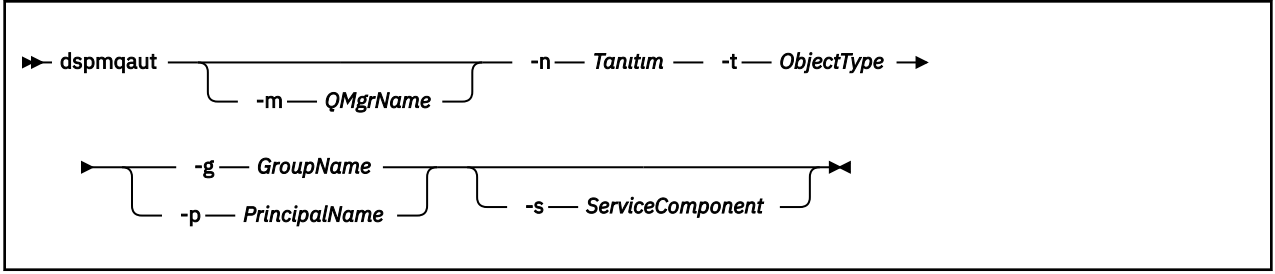 dspmqaut -n Tanıtım -t ObjectType
-m QMgrName
-g GroupName
-p PrincipalName
-s ServiceComponent